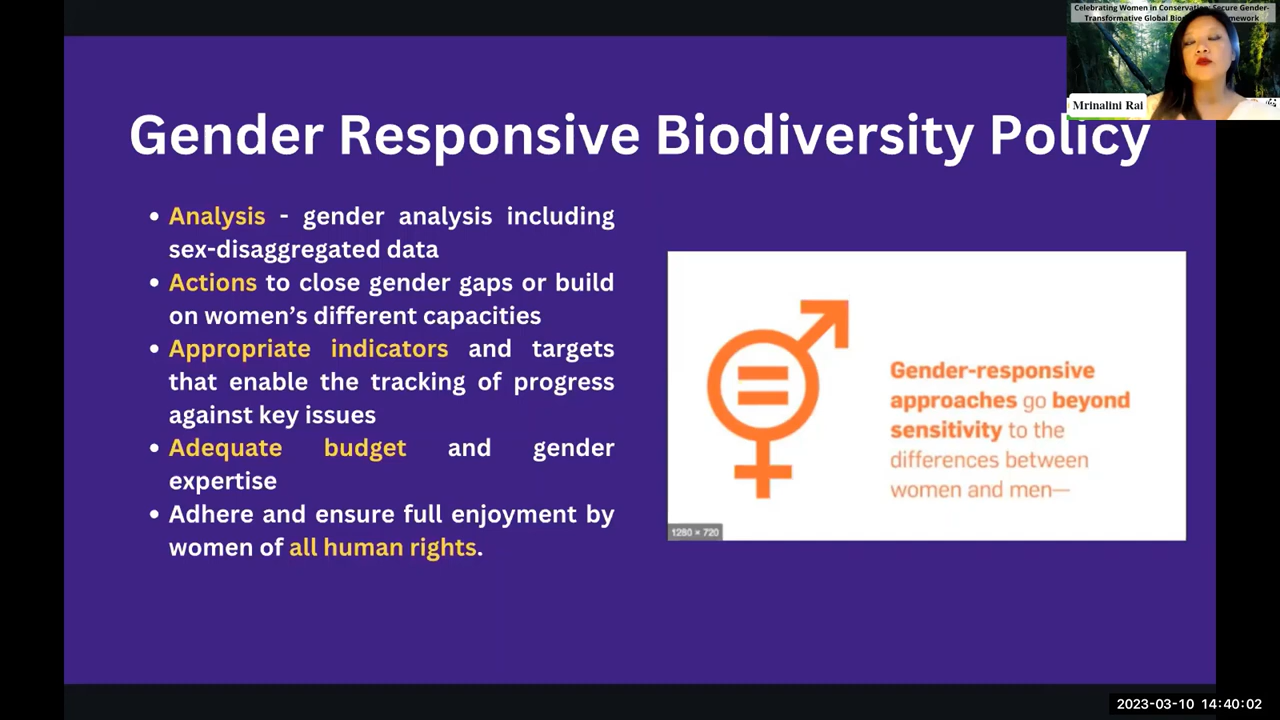 Celebrating Women in Conservation: Secure Gender-
Transformative Global Framework
Mrinalini Rai
Gender Responsive Biodiversity Policy
• Analysis - gender analysis including
sex-disaggregated data
• Actions to close gender gaps or build
on women’s different capacities
• Appropriate indicators and targets
that enable the tracking of progress
against key issues
• Adequate budget and gender
expertise
• Adhere and ensure full enjoyment by
women of all human rights.
Gender-responsive
approaches go beyond
sensitivity to the
differences between
women and men—
1280 × 720
2023-03-10 14:40:02